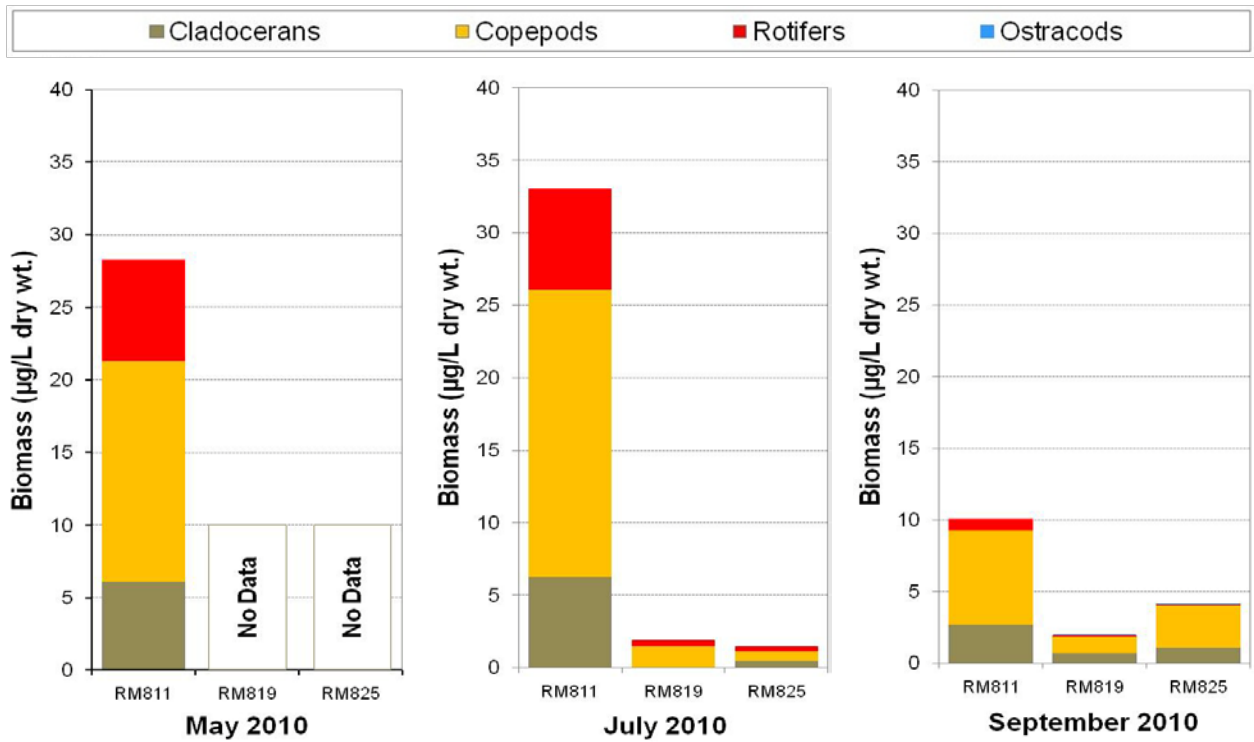 Cladocerans Copepods Rotifers Ostracods
Biomass (µg/L dry wt.)
40
35
30
25
20
15
10
5
0
No Data
No Data
RM811 RM819 RM825
May 2010
Biomass (µg/L dry wt.)
40
35
30
25
20
15
10
5
0
RM811 RM819 RM825
July 2010
Biomass (µg/L dry wt.)
40
35
30
25
20
15
10
5
0
RM811 RM819 RM825
September 2010